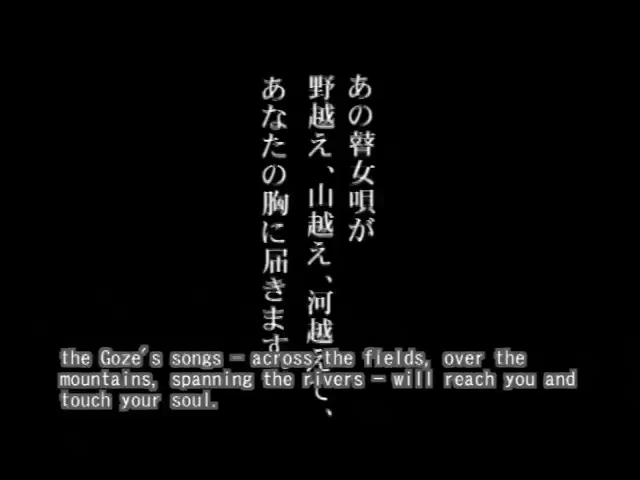 あの瞽女唄が
野越え、山越え、河越えて、
あなたの胸に届きます
the Goze's songs — across the fields, over the
mountains, spanning the rivers — will reach you and
touch your soul.